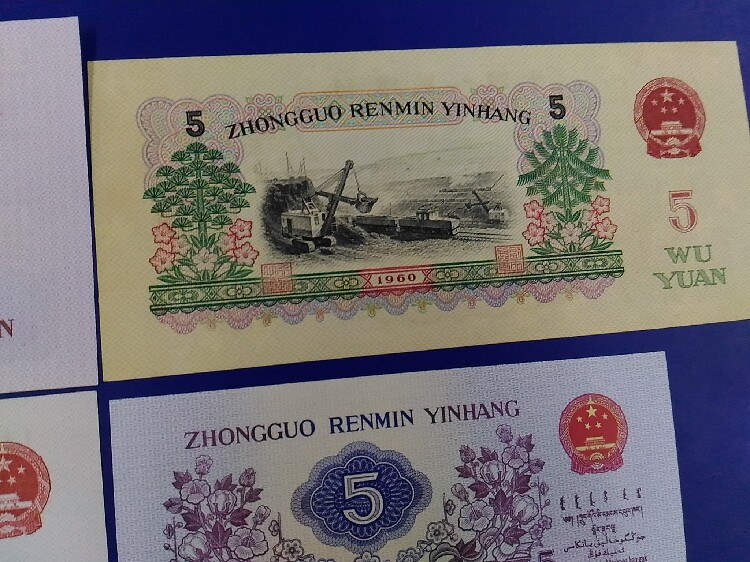 5 ZHONGGUO RENMIN YINHANG 5
1960
5
WU
YUAN
N
ZHONGGUO RENMIN YINHANG
5